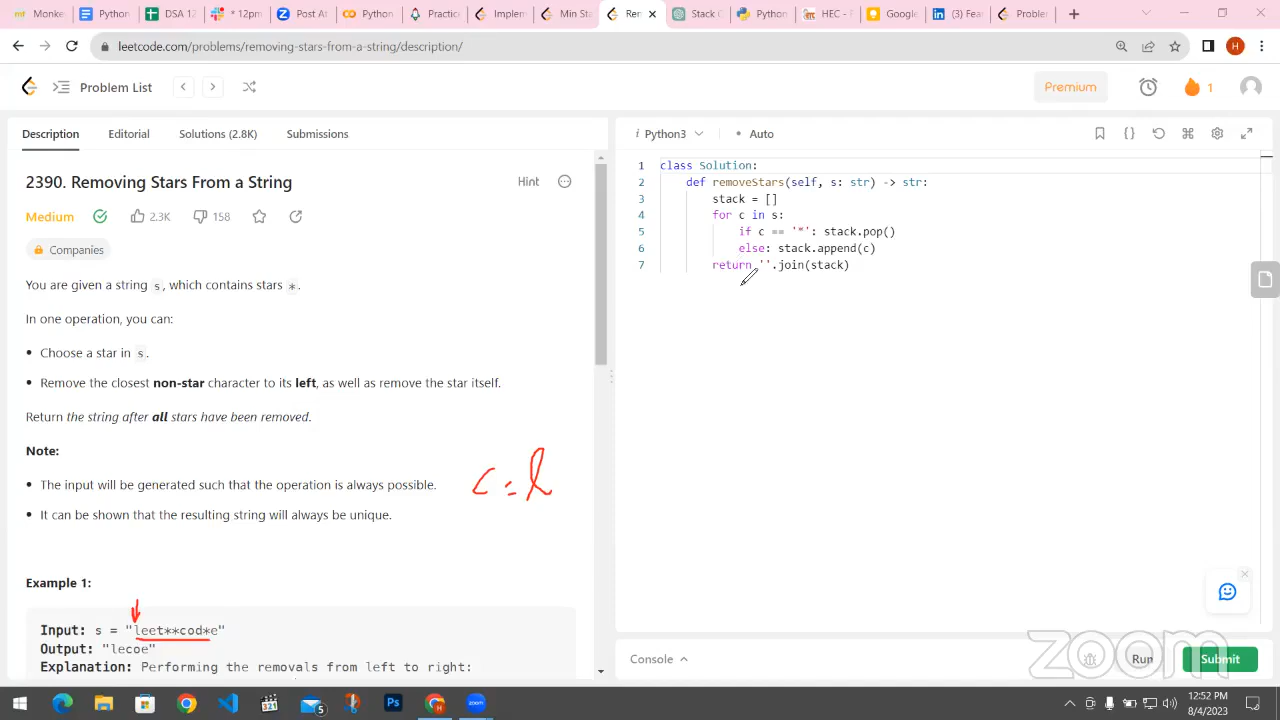 Monke
Python
DSA 12
* 12pm
Post At
Python
Practic
Implem
Min Sta
Ren
Stack C
Python
HEC -
Goog
(3) Fea
Proble
leetcode.com/problems/removing-stars-from-a-string/description/
H
Problem List
Premium
1
Description
Editorial
Solutions (2.8K)
Submissions
2390. Removing Stars From a String
Hint
Medium
2.3K
158
Companies
You are given a string s, which contains stars *.
In one operation, you can:
• Choose a star in s.
• Remove the closest non-star character to its left, as well as remove the star itself.
Return the string after all stars have been removed.
Note:
• The input will be generated such that the operation is always possible.
• It can be shown that the resulting string will always be unique.
c = l
Example 1:
Input: s = "leet**cod*e"
Output: "lecoe"
Explanation: Performing the removals from left to right:
i Python3
• Auto
1 class Solution:
2 def removeStars(self, s: str) -> str:
3 stack = []
4 for c in s:
5 if c == '*': stack.pop()
6 else: stack.append(c)
7 return ''.join(stack)
Console
Run
Submit
zoom
5
Ps
zoom
12:52 PM
8/4/2023